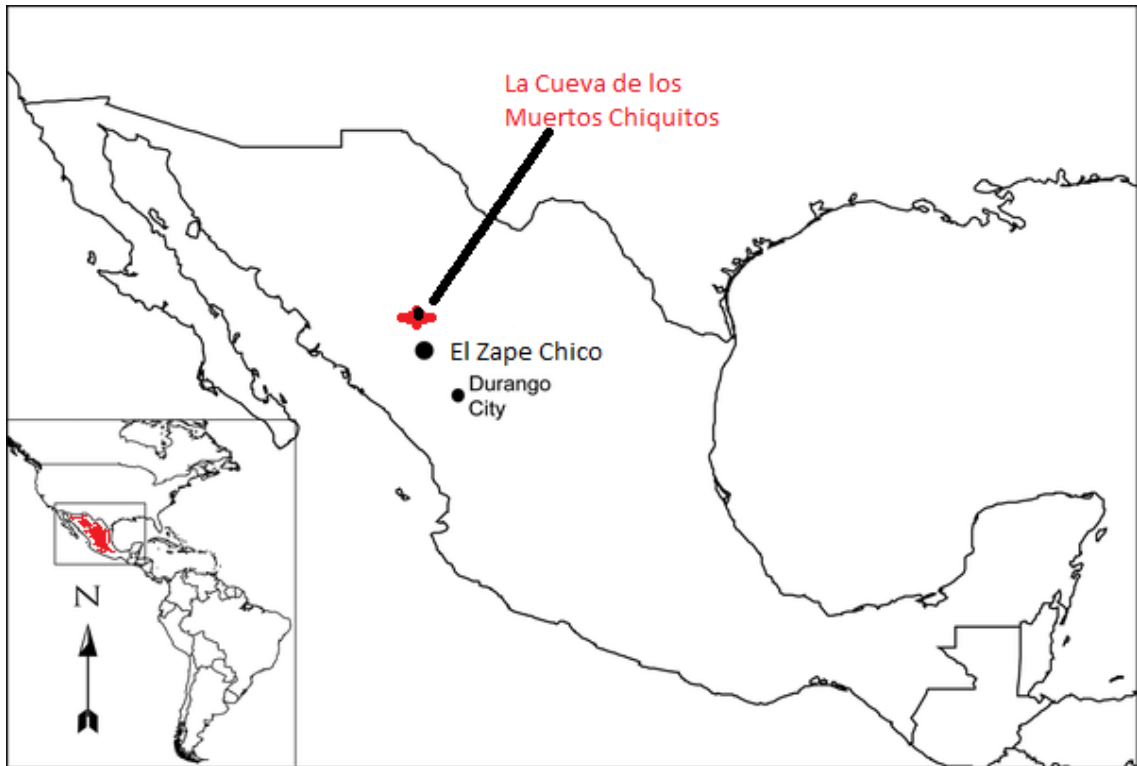 La Cueva de los
Muertos Chiquitos
El Zape Chico
Durango
City
N